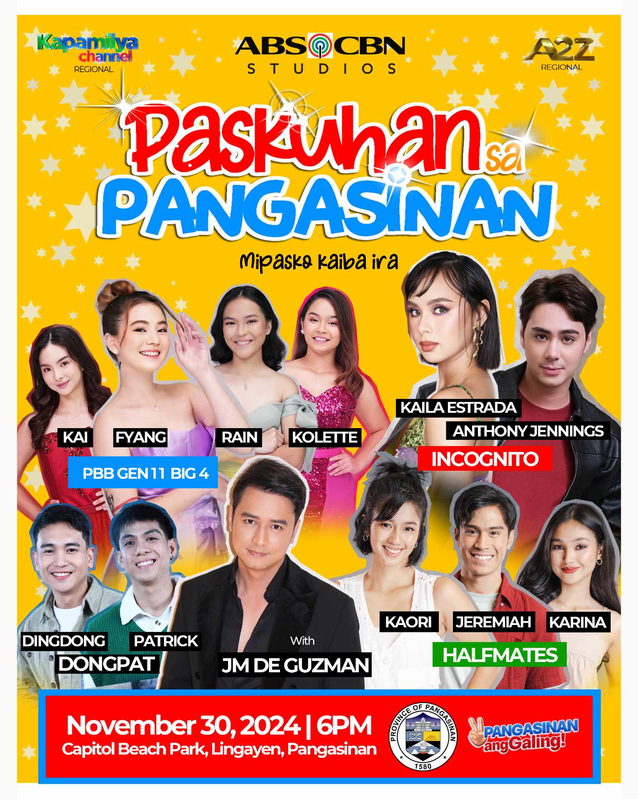 Kapamilya
channel
REGIONAL
ABS CBN
STUDIOS
A2Z
REGIONAL
Paskuhan sa
PANGASINAN
Mipasko kaiba ira
KAI
FYANG
RAIN
KOLETTE
PBB GEN 11 BIG 4
KAILA ESTRADA
ANTHONY JENNINGS
INCOGNITO
DINGDONG
PATRICK
DONGPAT
With
JM DE GUZMAN
KAORI
JEREMIAH
KARINA
HALFMATES
November 30, 2024 | 6PM
Capitol Beach Park, Lingayen, Pangasinan
PROVINCE OF PANGASINAN
1580
PANGASINAN
angGaling!